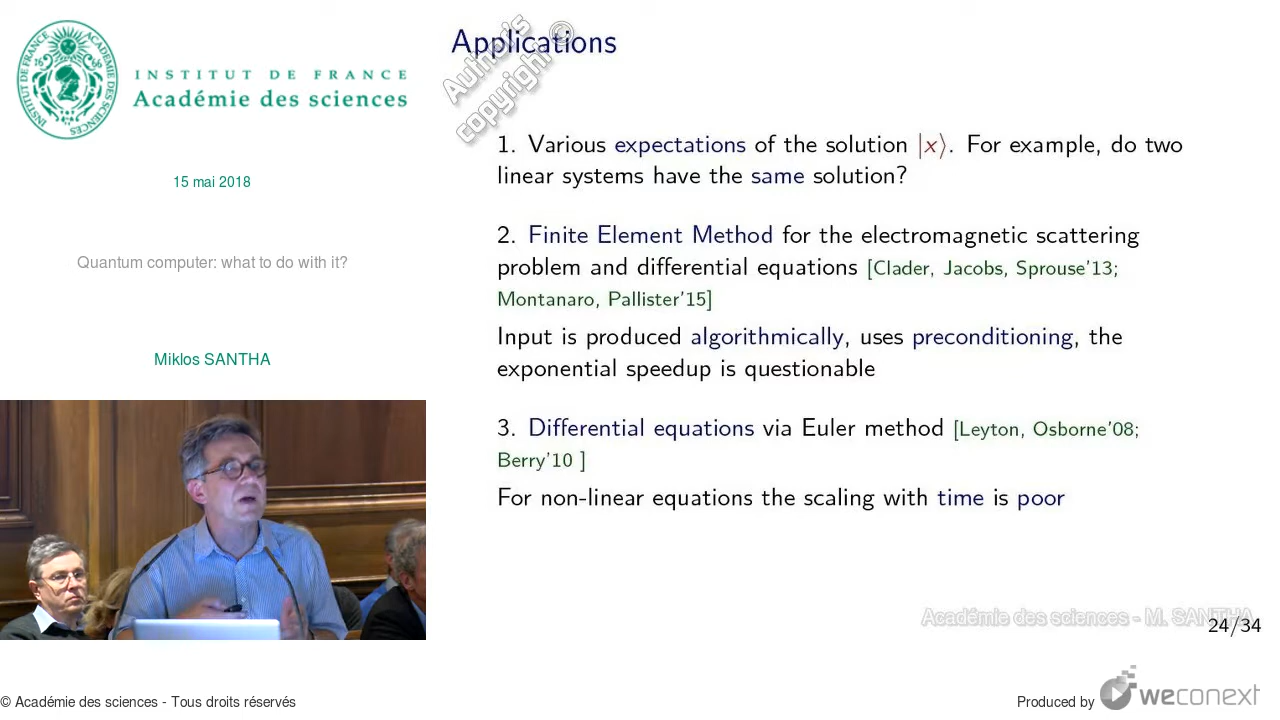 INSTITUT DE FRANCE
Académie des sciences
15 mai 2018
Quantum computer: what to do with it?
Miklos SANTHA
Applications
Author's ©
copyright
1. Various expectations of the solution |x⟩. For example, do two
linear systems have the same solution?
2. Finite Element Method for the electromagnetic scattering
problem and differential equations [Clader, Jacobs, Sprouse'13;
Montanaro, Pallister'15]
Input is produced algorithmically, uses preconditioning, the
exponential speedup is questionable
3. Differential equations via Euler method [Leyton, Osborne'08;
Berry'10 ]
For non-linear equations the scaling with time is poor
Académie des sciences - M. SANTHA
24/34
© Académie des sciences - Tous droits réservés
Produced by weconext